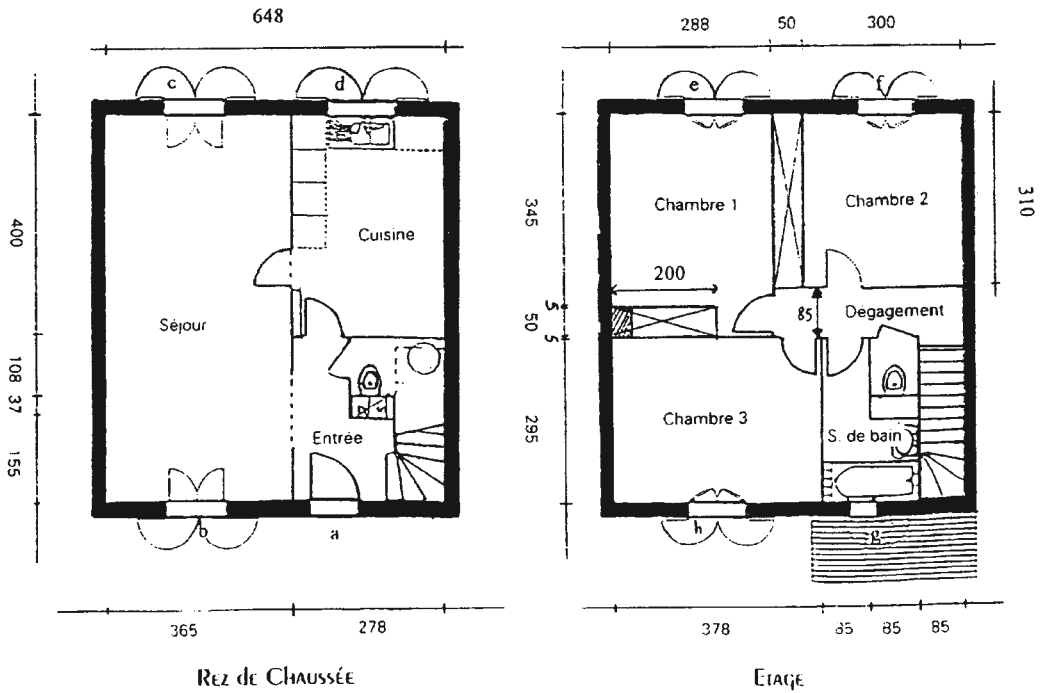 648
288 50 300
c d
e f
400
108
37
155
Cuisine
Séjour
Entrée
b a
365 278
Rez de Chaussée
345
5
50
5
295
310
Chambre 1 Chambre 2
200
85
Dégagement
Chambre 3
S. de bain
h g
378 85 85 85
Etage